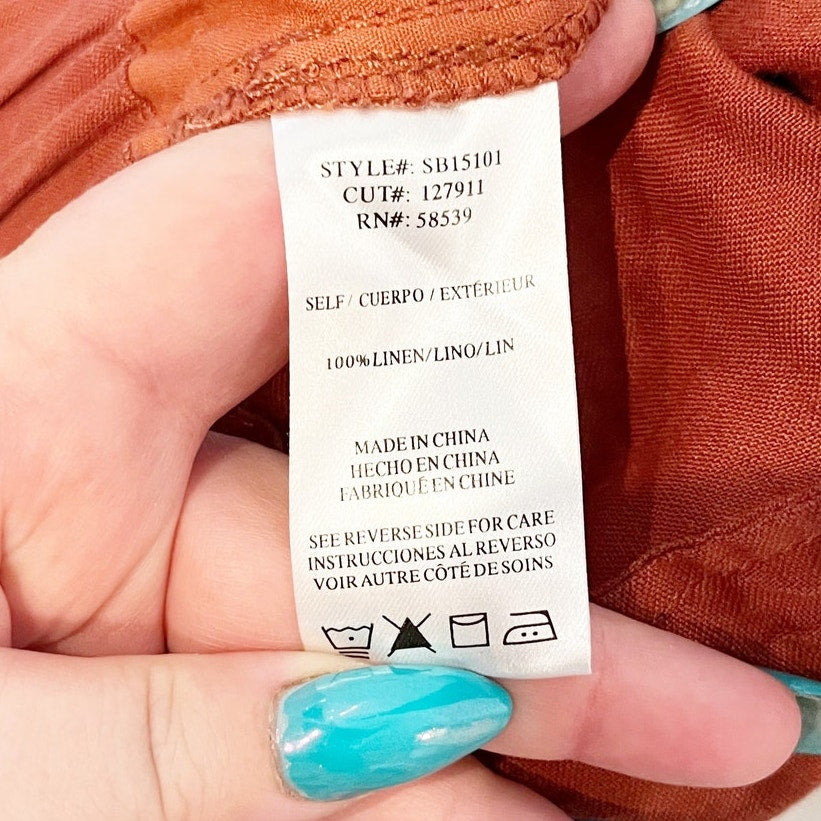 STYLE#: SB15101
CUT#: 127911
RN#: 58539
SELF/ CUERPO / EXTÉRIEUR
100% LINEN/LINO/LIN
MADE IN CHINA
HECHO EN CHINA
FABRIQUÉ EN CHINE
SEE REVERSE SIDE FOR CARE
INSTRUCCIONES AL REVERSO
VOIR AUTRE CÔTÉ DE SOINS